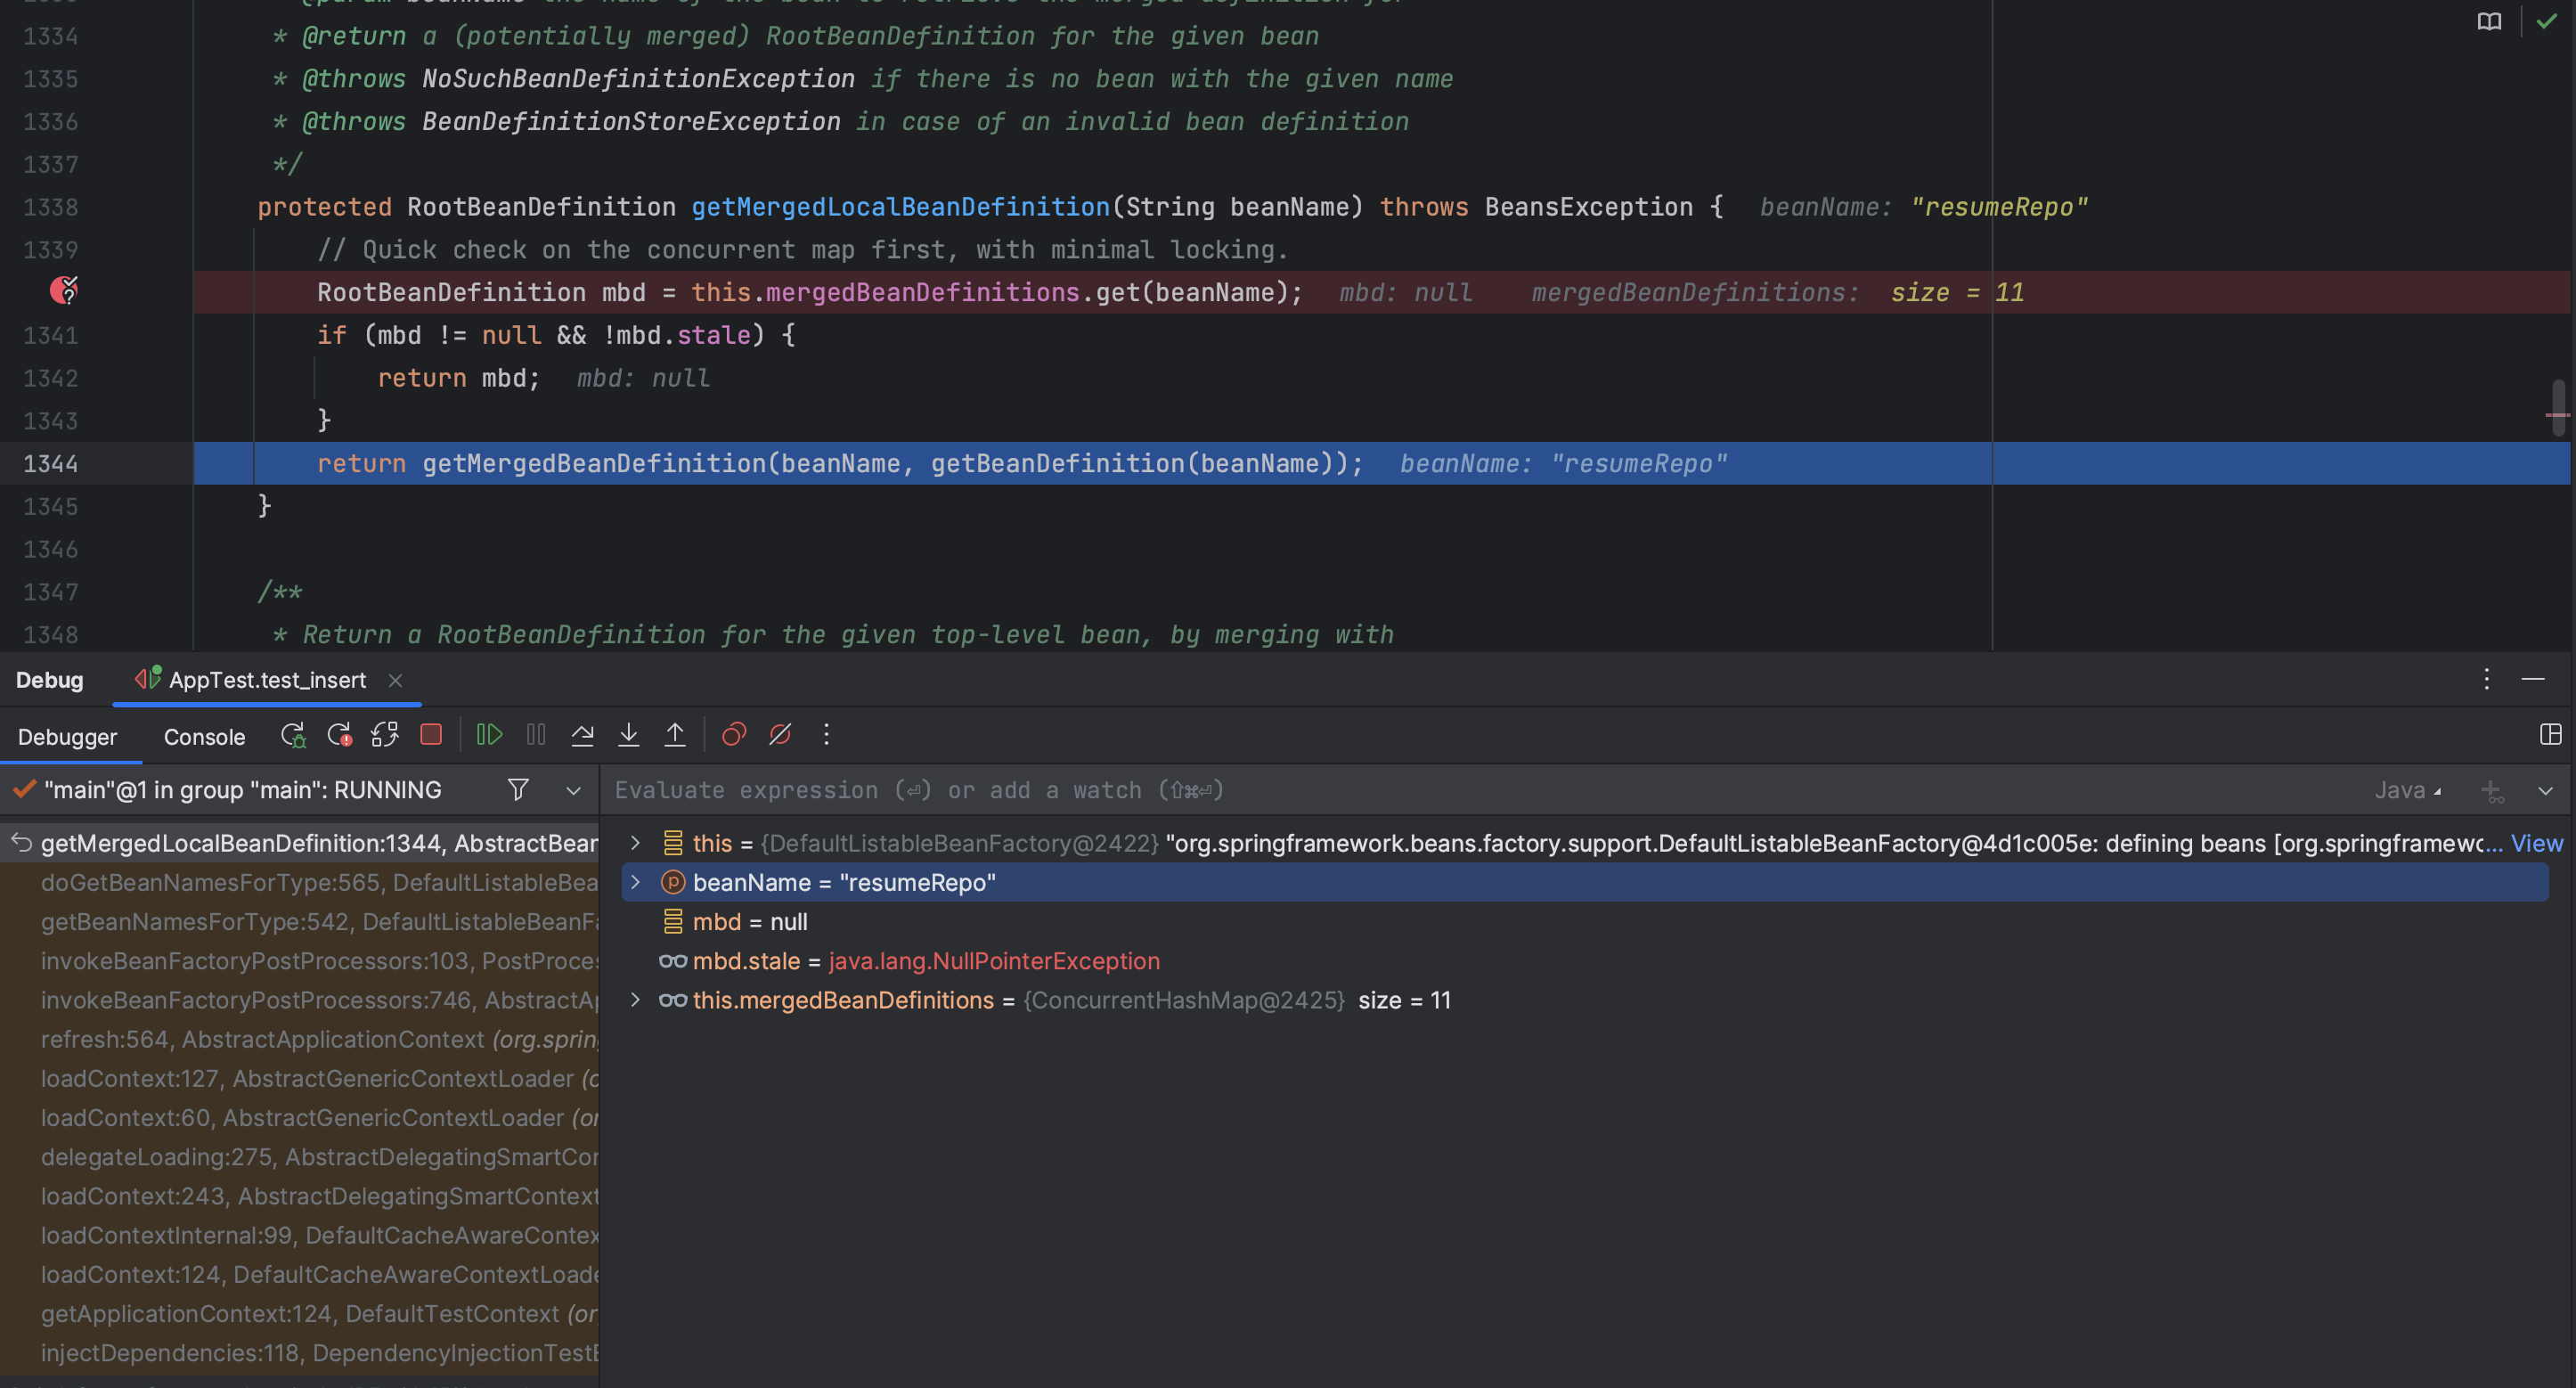 1334 * @return a (potentially merged) RootBeanDefinition for the given bean
1335 * @throws NoSuchBeanDefinitionException if there is no bean with the given name
1336 * @throws BeanDefinitionStoreException in case of an invalid bean definition
1337 */
1338 protected RootBeanDefinition getMergedLocalBeanDefinition(String beanName) throws BeansException { beanName: "resumeRepo"
1339 // Quick check on the concurrent map first, with minimal locking.
RootBeanDefinition mbd = this.mergedBeanDefinitions.get(beanName); mbd: null mergedBeanDefinitions: size = 11
1341 if (mbd != null && !mbd.stale) {
1342 return mbd; mbd: null
1343 }
1344 return getMergedBeanDefinition(beanName, getBeanDefinition(beanName)); beanName: "resumeRepo"
1345 }
1346
1347 /**
1348 * Return a RootBeanDefinition for the given top-level bean, by merging with
Debug AppTest.test_insert
Debugger Console
"main"@1 in group "main": RUNNING
Evaluate expression (⏎) or add a watch (⇧⌘⏎) Java
getMergedLocalBeanDefinition:1344, AbstractBear
doGetBeanNamesForType:565, DefaultListableBea
getBeanNamesForType:542, DefaultListableBeanFa
invokeBeanFactoryPostProcessors:103, PostProces
invokeBeanFactoryPostProcessors:746, AbstractAp
refresh:564, AbstractApplicationContext (org.spring
loadContext:127, AbstractGenericContextLoader (o
loadContext:60, AbstractGenericContextLoader (or
delegateLoading:275, AbstractDelegatingSmartCon
loadContext:243, AbstractDelegatingSmartContext
loadContextInternal:99, DefaultCacheAwareContex
loadContext:124, DefaultCacheAwareContextLoade
getApplicationContext:124, DefaultTestContext (or
injectDependencies:118, DependencyInjectionTestE
this = {DefaultListableBeanFactory@2422} "org.springframework.beans.factory.support.DefaultListableBeanFactory@4d1c005e: defining beans [org.springframewo... View
beanName = "resumeRepo"
mbd = null
mbd.stale = java.lang.NullPointerException
this.mergedBeanDefinitions = {ConcurrentHashMap@2425} size = 11